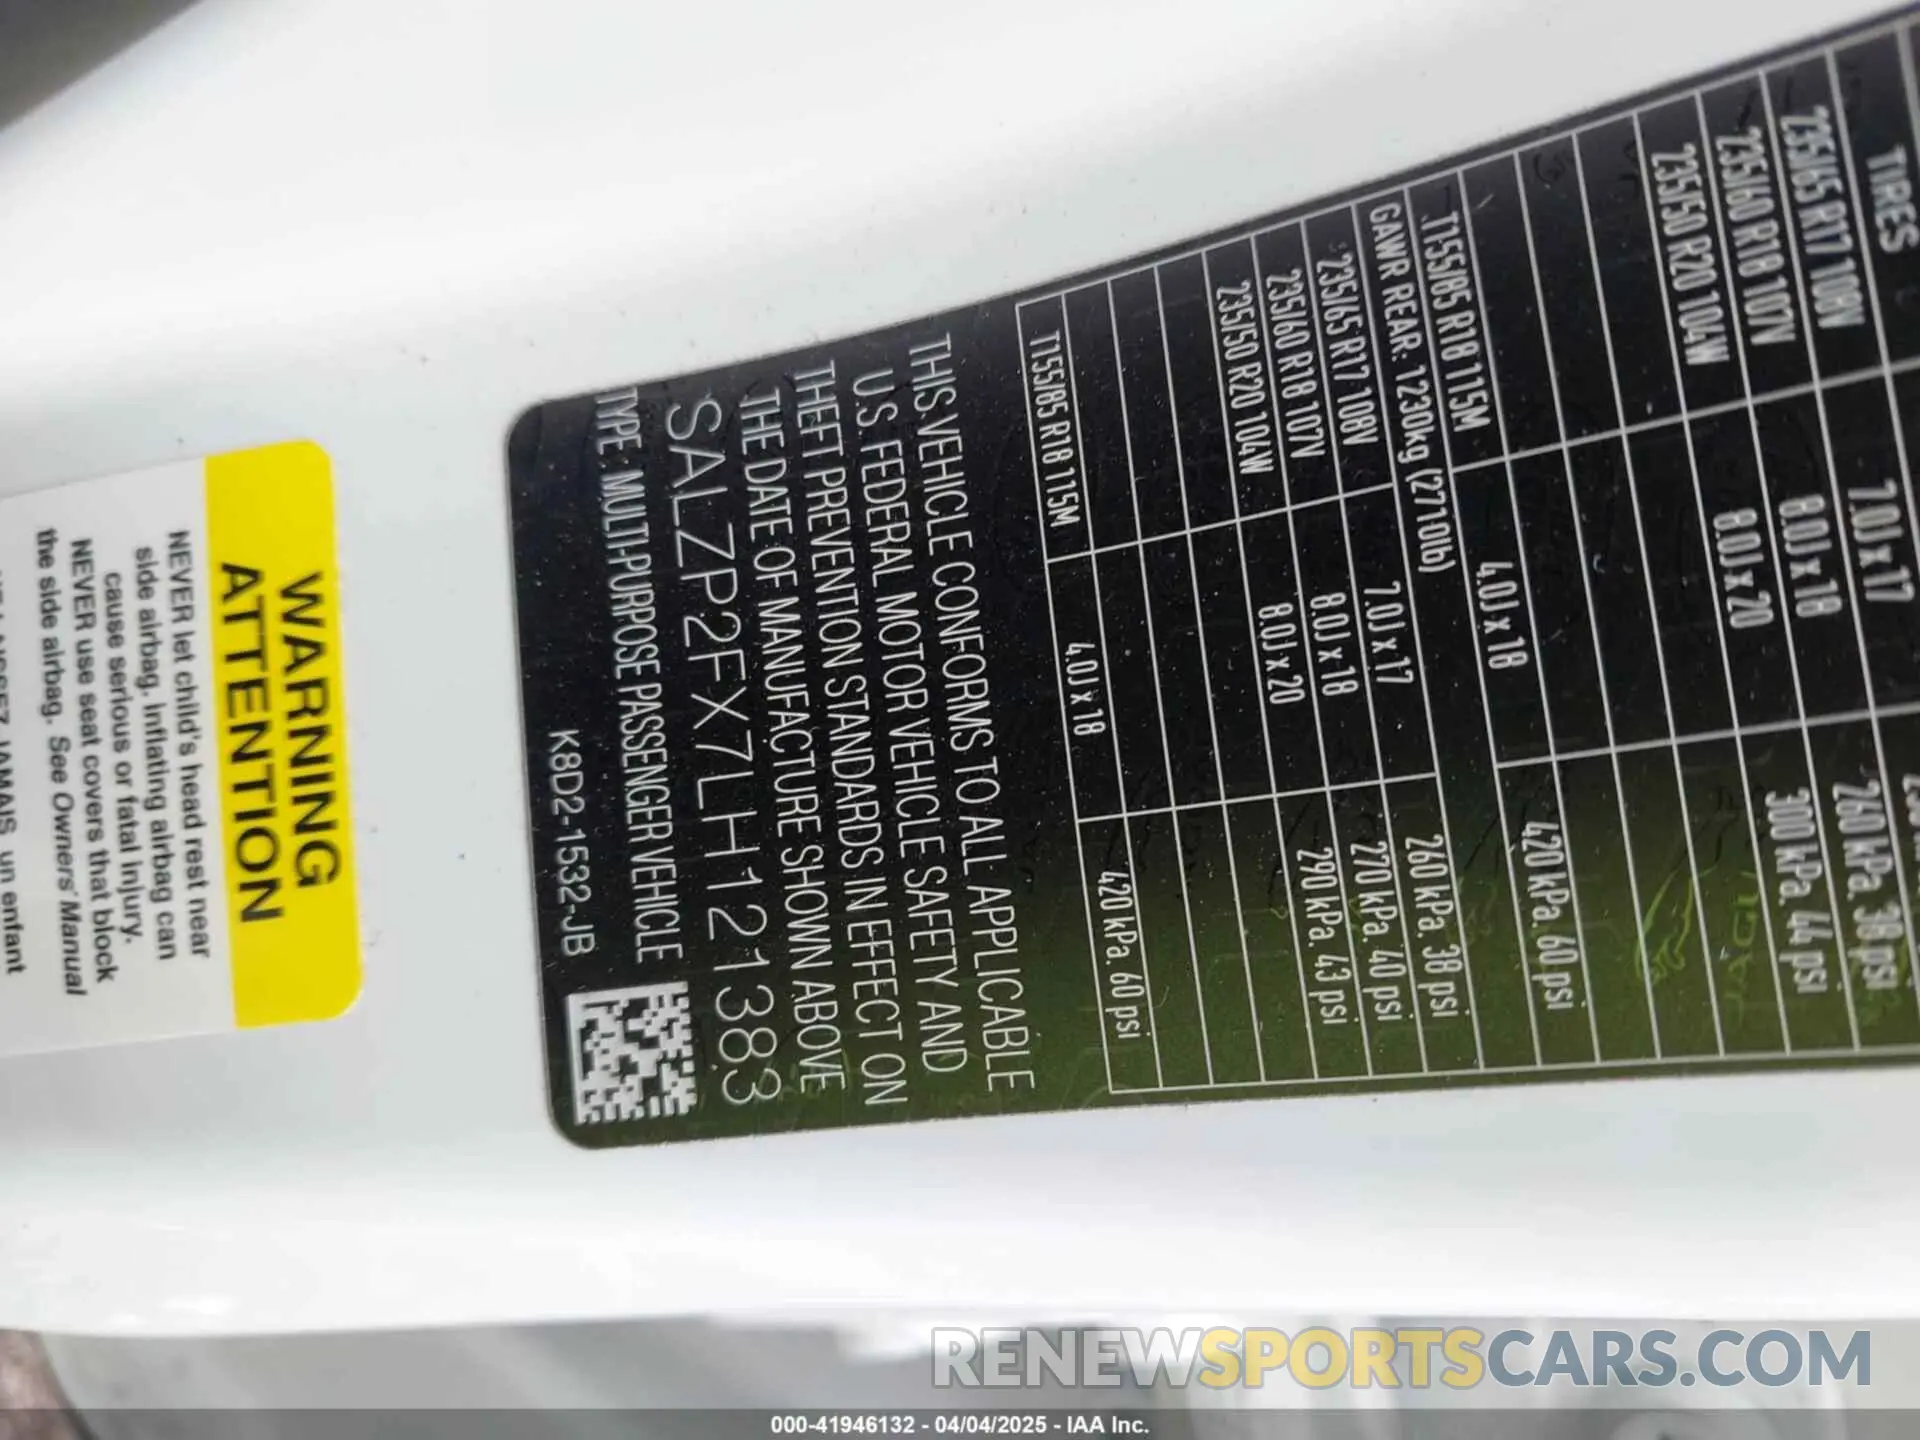 TIRES
235/65 R17 108V 7.0J x 17 260 kPa. 38 psi
235/60 R18 107V 8.0J x 18 300 kPa. 44 psi
235/50 R20 104W 8.0J x 20
T155/85 R18 115M 4.0J x 18 420 kPa. 60 psi
GAWR REAR: 1230kg (2710lb)
235/65 R17 108V 7.0J x 17 260 kPa. 38 psi
235/60 R18 107V 8.0J x 18 270 kPa. 40 psi
235/50 R20 104W 8.0J x 20 290 kPa. 43 psi
T155/85 R18 115M 4.0J x 18 420 kPa. 60 psi
THIS VEHICLE CONFORMS TO ALL APPLICABLE
U.S. FEDERAL MOTOR VEHICLE SAFETY AND
THEFT PREVENTION STANDARDS IN EFFECT ON
THE DATE OF MANUFACTURE SHOWN ABOVE
SALZP2FX7LH121383
TYPE: MULTI-PURPOSE PASSENGER VEHICLE
K8D2-1532-JB
WARNING
ATTENTION
NEVER let child's head rest near
side airbag. Inflating airbag can
cause serious or fatal injury.
NEVER use seat covers that block
the side airbag. See Owners' Manual
JAMAIS un enfant
RENEWSPORTSCARS.COM
000-41946132 - 04/04/2025 - IAA Inc.